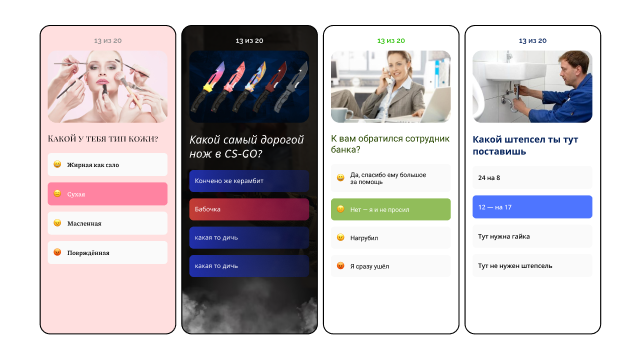 13 из 20
Какой у тебя тип кожи?
Жирная как сало
Сухая
Масленная
Повреждённая
13 из 20
Какой самый дорогой
нож в CS-GO?
Кончено же керамбит
Бабочка
какая то дичь
какая то дичь
13 из 20
К вам обратился сотрудник
банка?
Да, спасибо ему большое
за помощь
Нет — я и не просил
Нагрубил
Я сразу ушёл
13 из 20
Какой штепсел ты тут
поставишь
24 на 8
12 — на 17
Тут нужна гайка
Тут не нужен штепсель